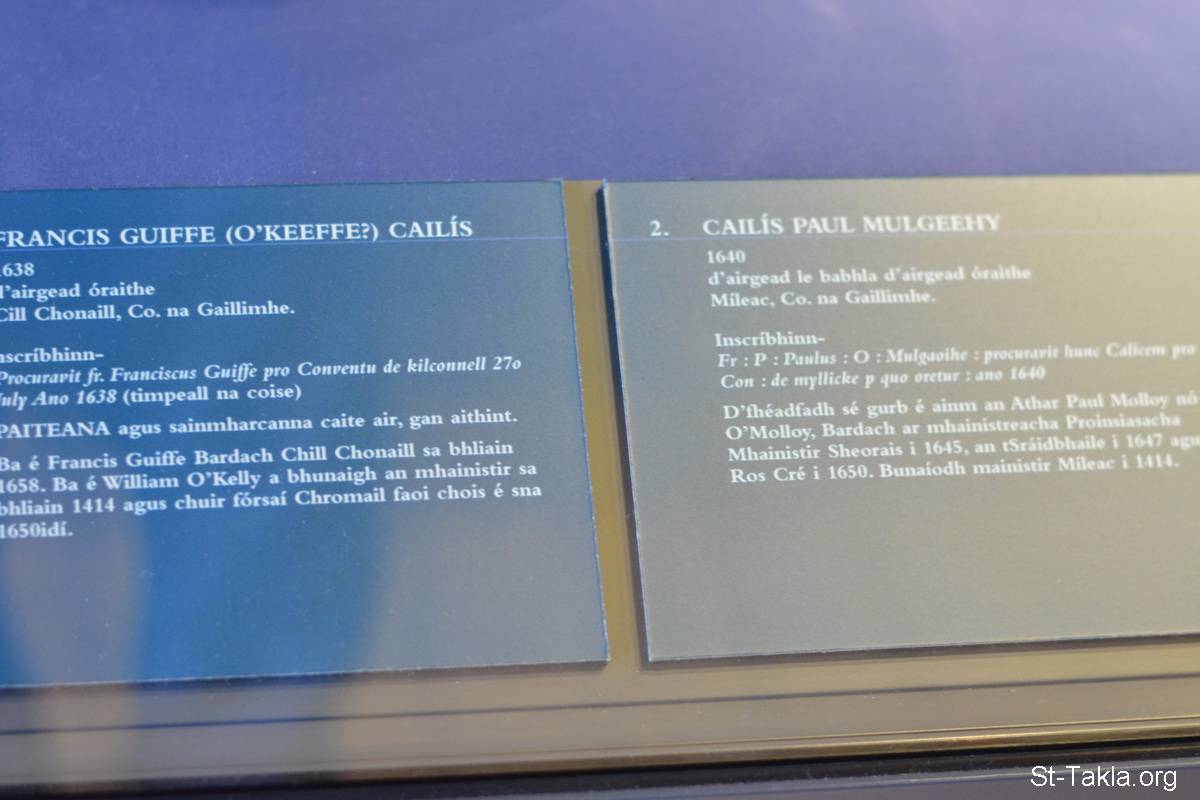 FRANCIS GUIFFE (O'KEEFFE?) CAILÍS
1638
d'airgead óraithe
Cill Chonaill, Co. na Gaillimhe.
Inscríbhinn-
Procuravit fr. Franciscus Guiffe pro Conventu de kilconnell 27o
July Ano 1638 (timpeall na coise)
PAITEANA agus sainmharcanna caite air, gan aithint.
Ba é Francis Guiffe Bardach Chill Chonaill sa bhliain
1658. Ba é William O'Kelly a bhunaigh an mhainistir sa
bhliain 1414 agus chuir fórsaí Chromail faoi chois é sna
1650idí.
2. CAILÍS PAUL MULGEEHY
1640
d'airgead le babhla d'airgead óraithe
Míleac, Co. na Gaillimhe.
Inscríbhinn-
Fr : P : Paulus : O : Mulgaoihe : procuravit hunc Calicem pro
Con : de myllicke p quo oretur : ano 1640
D'fhéadfadh sé gurb é ainm an Athar Paul Molloy nó
O'Molloy, Bardach ar mhainistreacha Proinsiasacha
Mhainistir Sheorais i 1645, an tSráidbhaile i 1647 agus
Ros Cré i 1650. Bunaíodh mainistir Míleac i 1414.
St-Takla.org